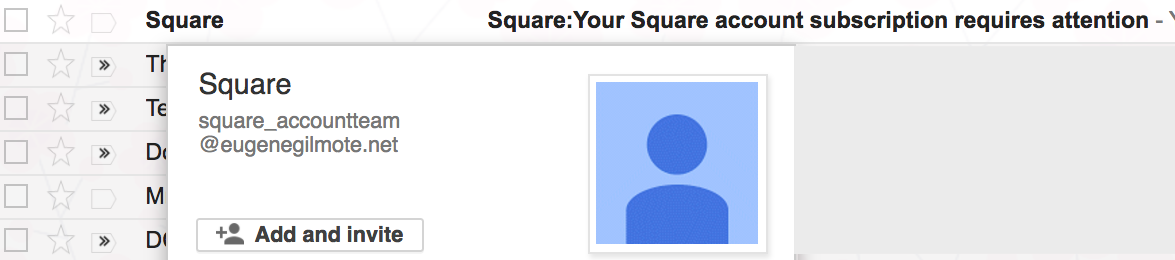 Square Square:Your Square account subscription requires attention -
Square
square_accountteam
@eugenegilmote.net
Add and invite